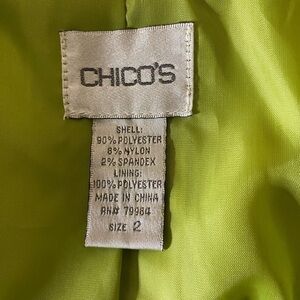 CHICO'S
SHELL:
90% POLYESTER
8% NYLON
2% SPANDEX
LINING:
100% POLYESTER
MADE IN CHINA
RN# 79984
SIZE 2